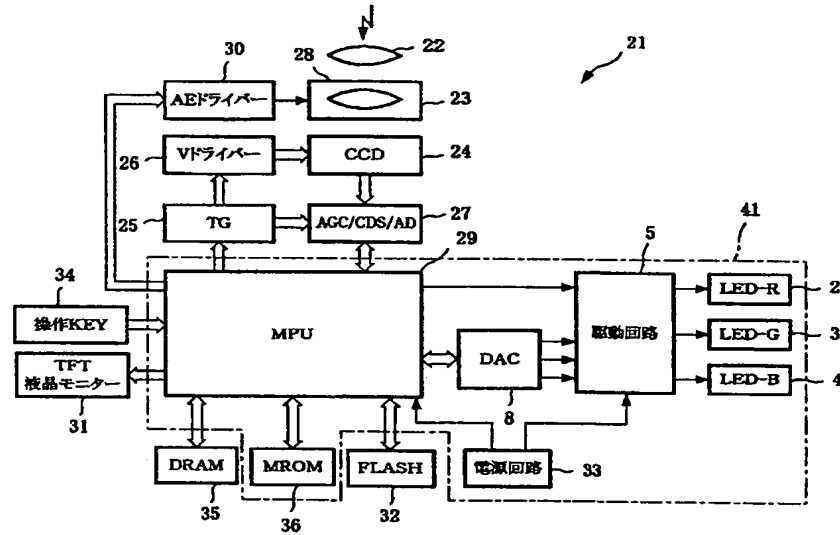 21
22
30
28
AEドライバー
23
26
Vドライバー
CCD
24
25
TG
AGC/CDS/AD
27
29
5
41
34
操作KEY
MPU
駆動回路
LED-R
2
LED-G
3
LED-B
4
TFT
液晶モニター
31
DAC
8
DRAM
35
MROM
36
FLASH
32
電源回路
33